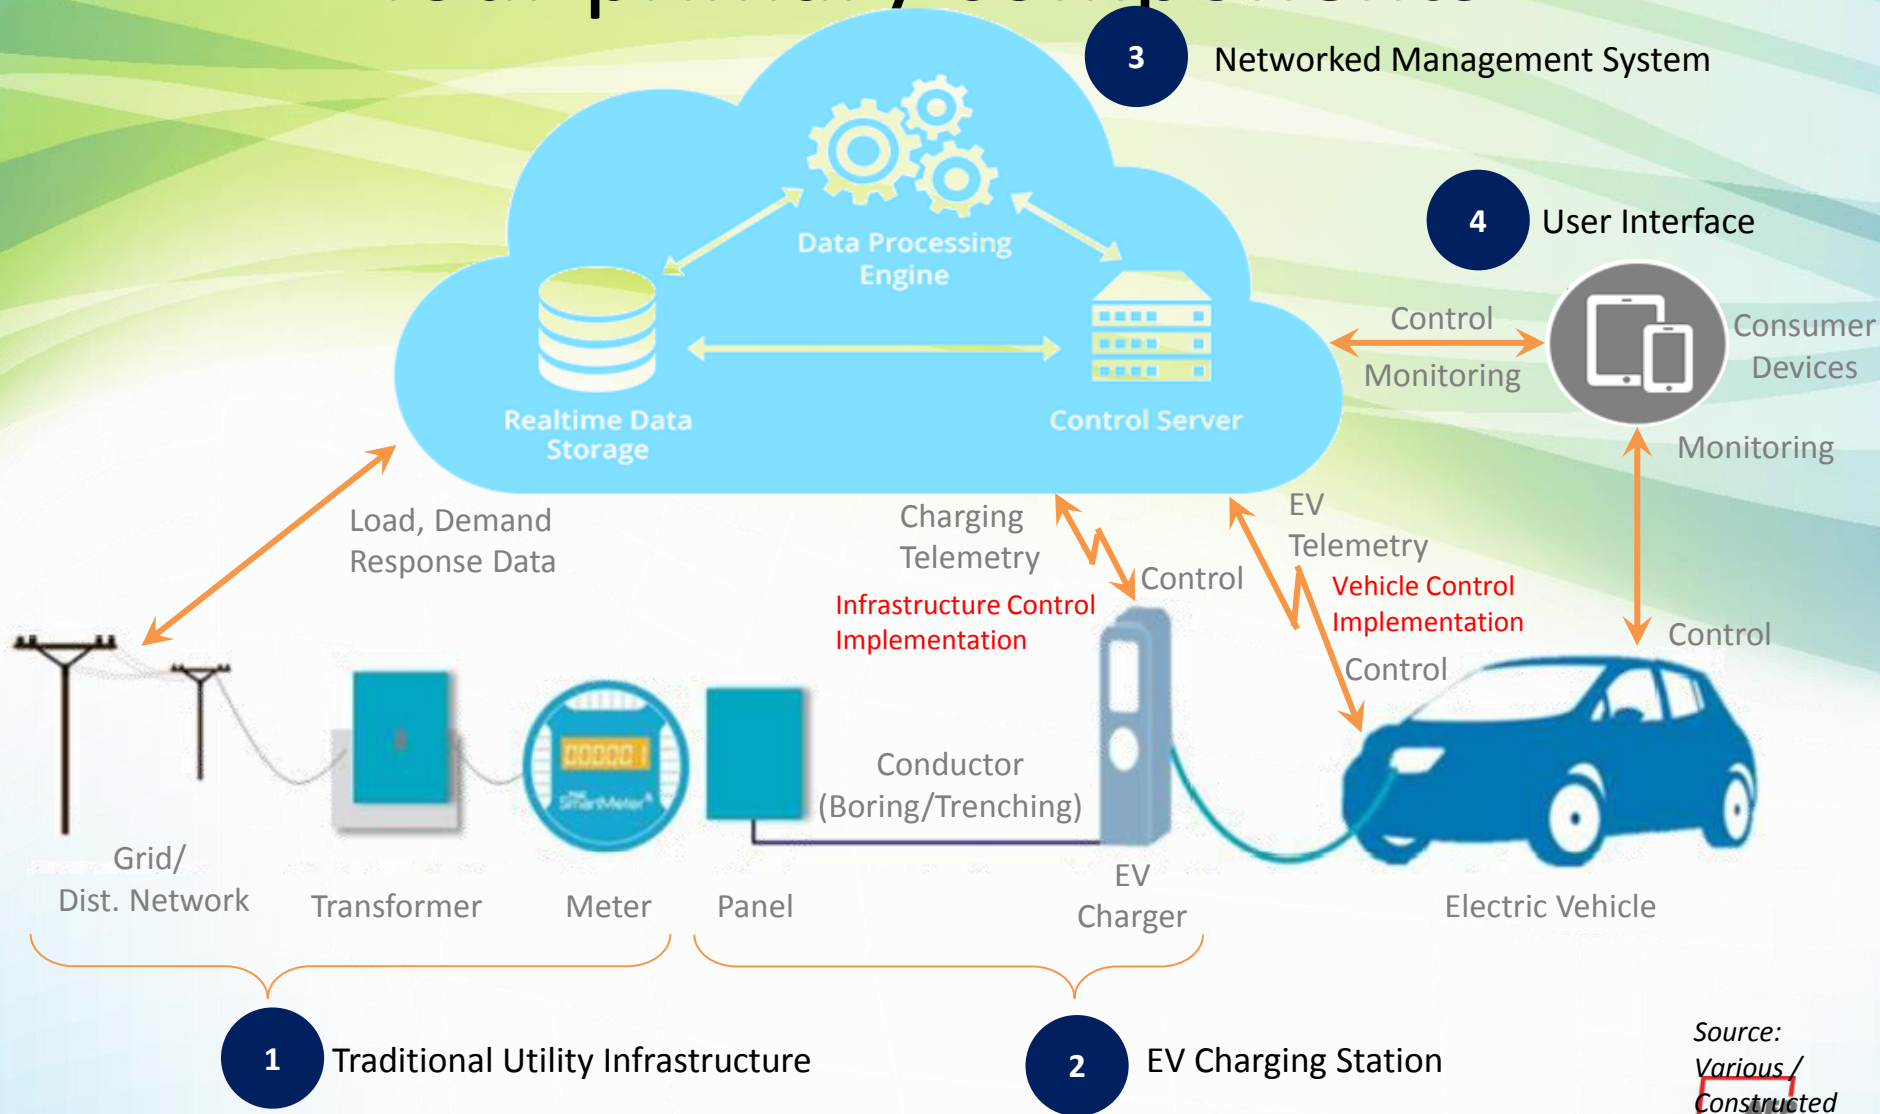 3
Networked Management System
4
User Interface
Data Processing
Engine
Realtime Data
Storage
Control Server
Control
Monitoring
Consumer
Devices
Monitoring
Load, Demand
Response Data
Charging
Telemetry
Control
Infrastructure Control
Implementation
EV
Telemetry
Vehicle Control
Implementation
Control
Control
000001
SmartMeter
Conductor
(Boring/Trenching)
Grid/
Dist. Network
Transformer
Meter
Panel
EV
Charger
Electric Vehicle
1
Traditional Utility Infrastructure
2
EV Charging Station
Source:
Various /
Constructed